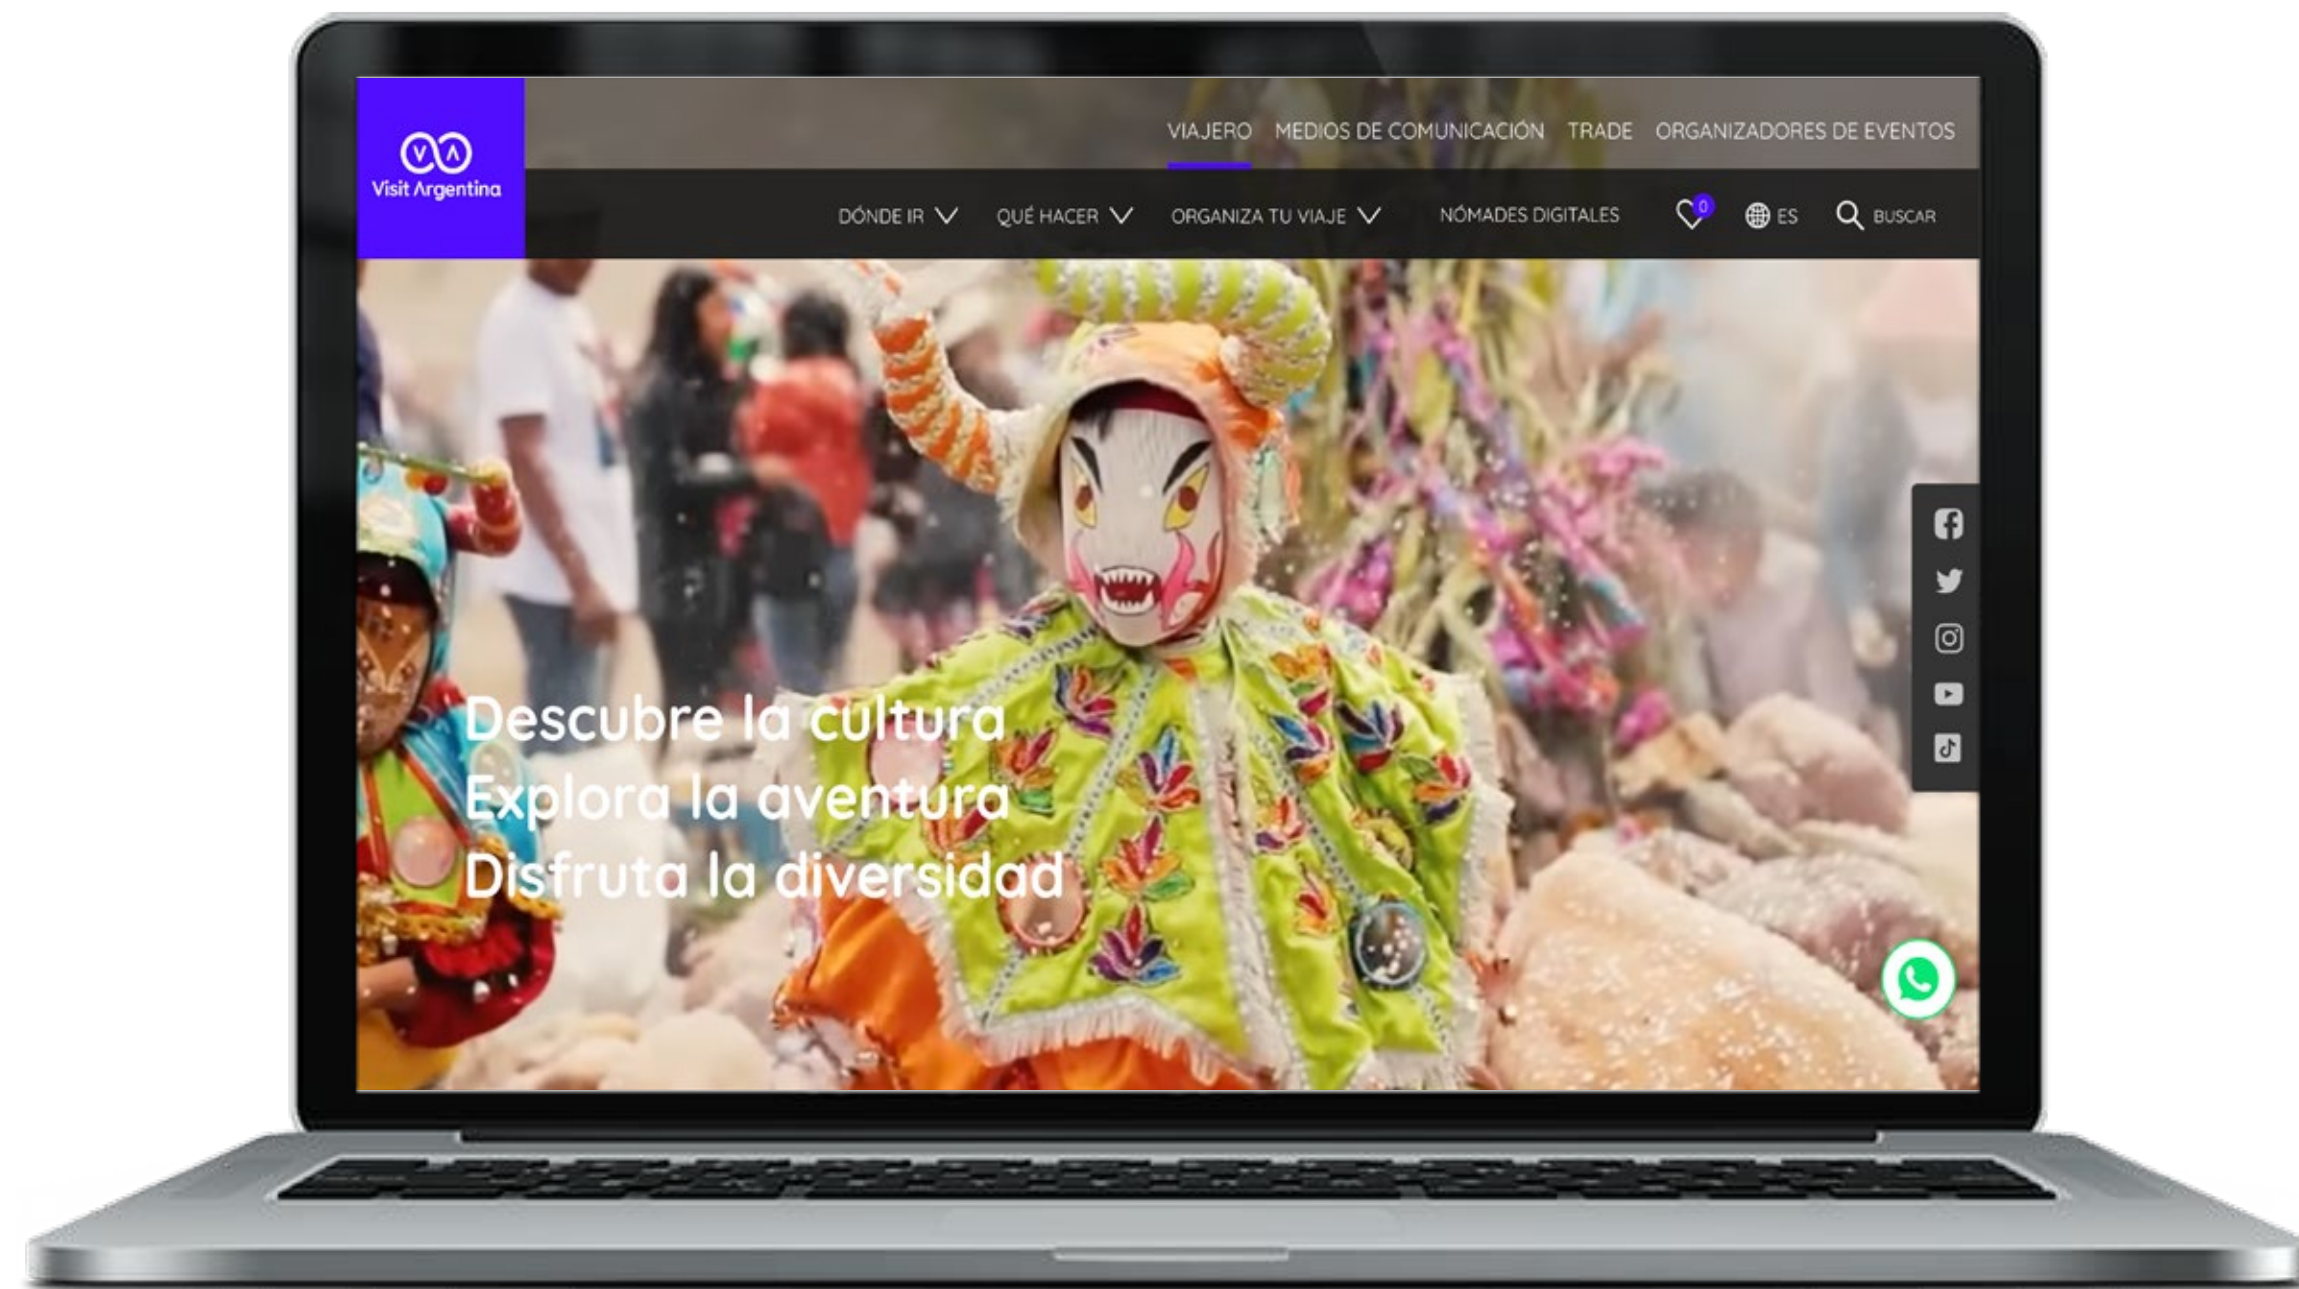 VIAJERO MEDIOS DE COMUNICACIÓN TRADE ORGANIZADORES DE EVENTOS
VA
Visit Argentina
DÓNDE IR QUÉ HACER ORGANIZA TU VIAJE NÓMADES DIGITALES 0 ES BUSCAR
Descubre la cultura
Explora la aventura
Disfruta la diversidad